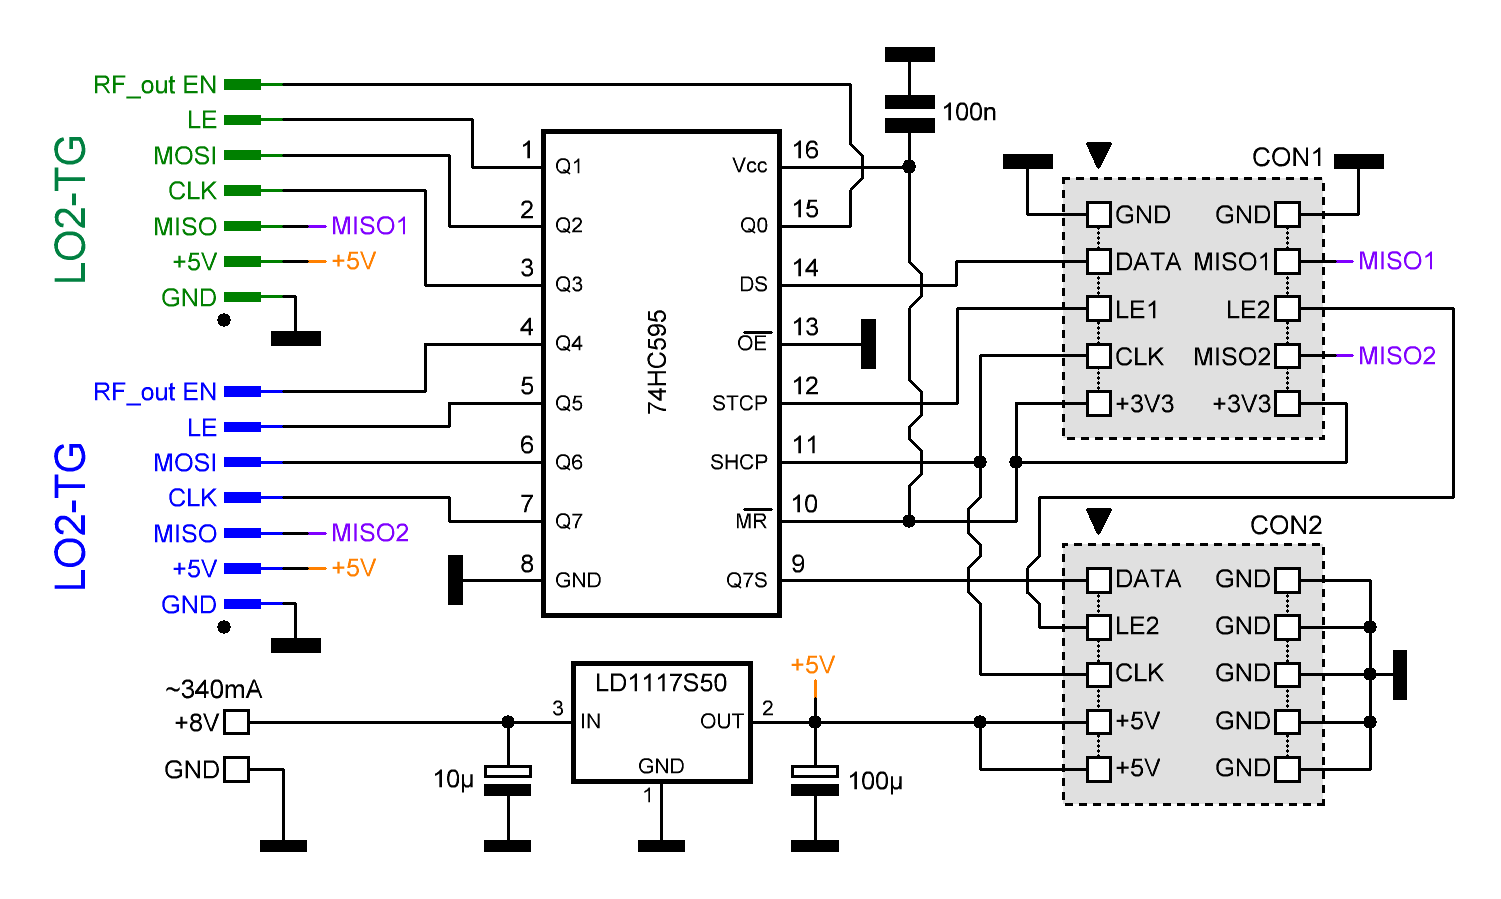 LO2-TG
RF_out EN
LE
MOSI
CLK
MISO
MISO1
+5V
+5V
GND
LO2-TG
RF_out EN
LE
MOSI
CLK
MISO
MISO2
+5V
+5V
GND
74HC595
1 Q1
2 Q2
3 Q3
4 Q4
5 Q5
6 Q6
7 Q7
8 GND
Vcc 16
Q0 15
DS 14
OE 13
STCP 12
SHCP 11
MR 10
Q7S 9
100n
CON1
GND GND
DATA MISO1 MISO1
LE1 LE2
CLK MISO2 MISO2
+3V3 +3V3
CON2
DATA GND
LE2 GND
CLK GND
+5V GND
+5V GND
~340mA
+8V
GND
10µ
LD1117S50
3 IN
OUT 2
GND
1
+5V
100µ